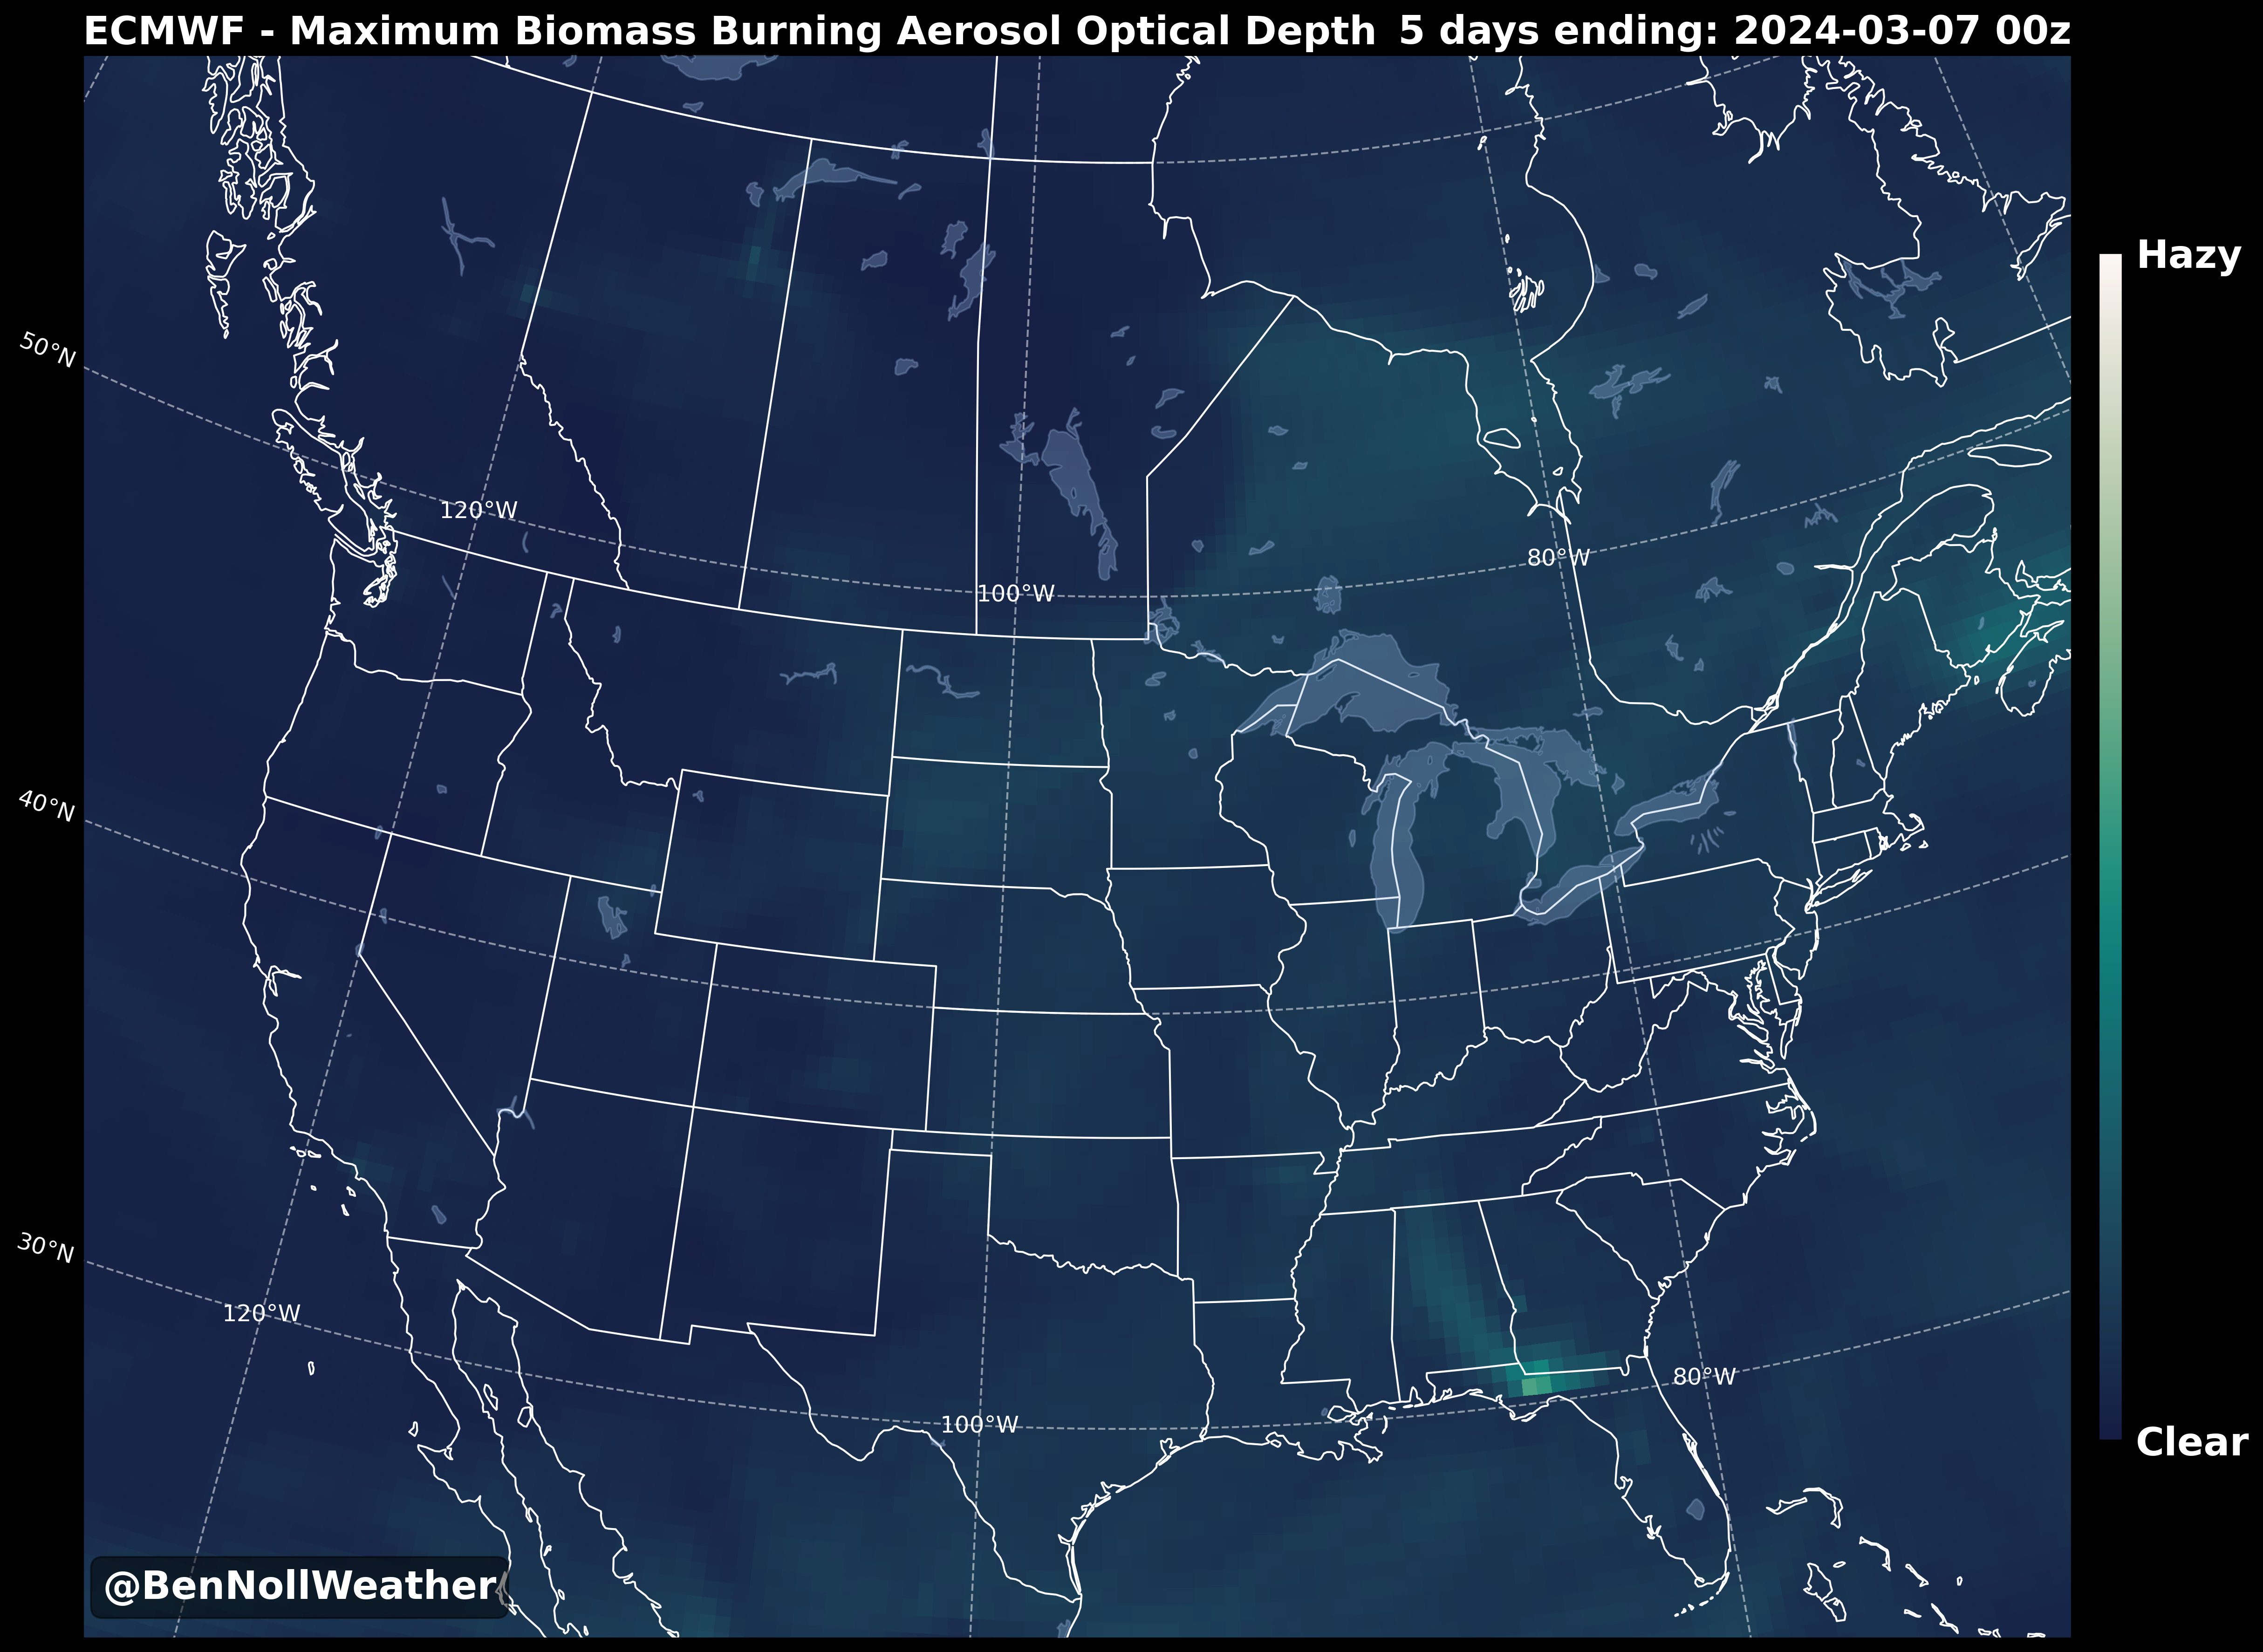 ECMWF - Maximum Biomass Burning Aerosol Optical Depth 5 days ending: 2024-03-07 00z
Hazy
50°N
120°W
80°W
100°W
40°N
30°N
120°W
80°W
100°W
Clear
@BenNollWeather